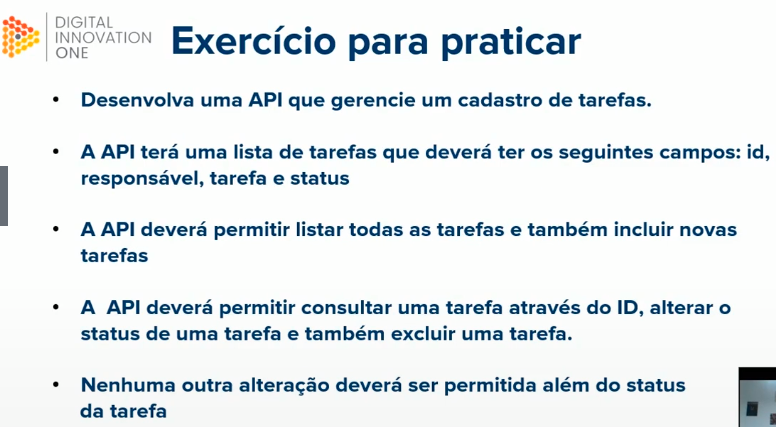 DIGITAL
INNOVATION
ONE
Exercício para praticar
• Desenvolva uma API que gerencie um cadastro de tarefas.
• A API terá uma lista de tarefas que deverá ter os seguintes campos: id,
responsável, tarefa e status
• A API deverá permitir listar todas as tarefas e também incluir novas
tarefas
• A API deverá permitir consultar uma tarefa através do ID, alterar o
status de uma tarefa e também excluir uma tarefa.
• Nenhuma outra alteração deverá ser permitida além do status
da tarefa